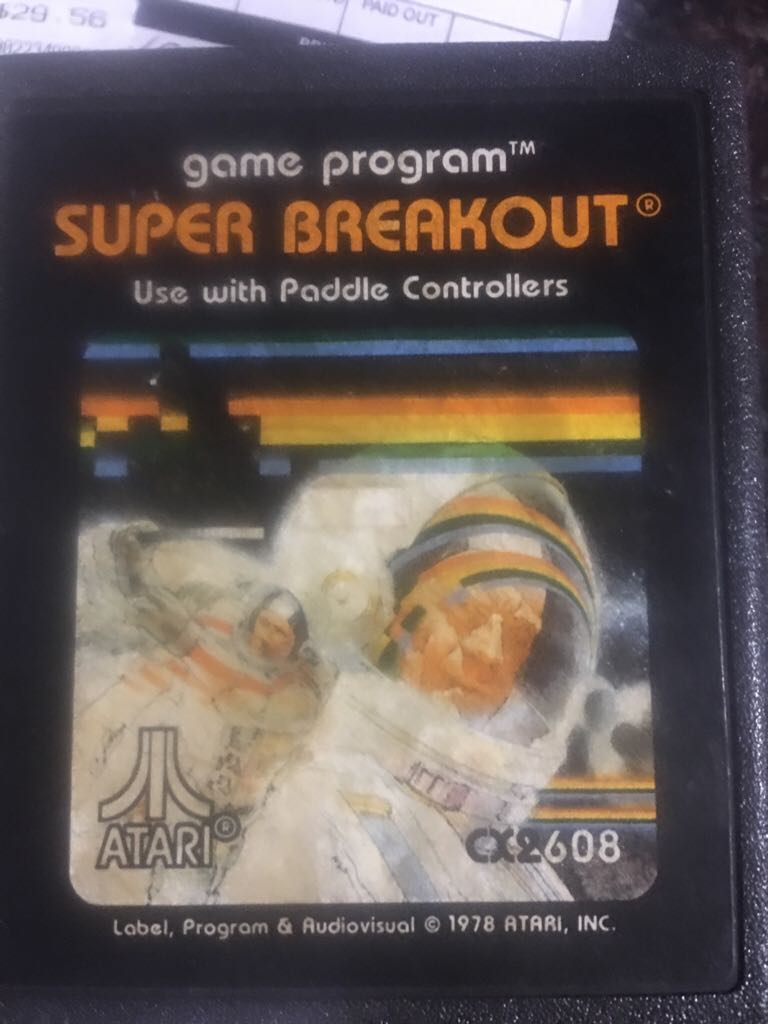 $29.56
PAID OUT
game program™
SUPER BREAKOUT®
Use with Paddle Controllers
ATARI®
CX2608
Label, Program & Audiovisual © 1978 ATARI, INC.